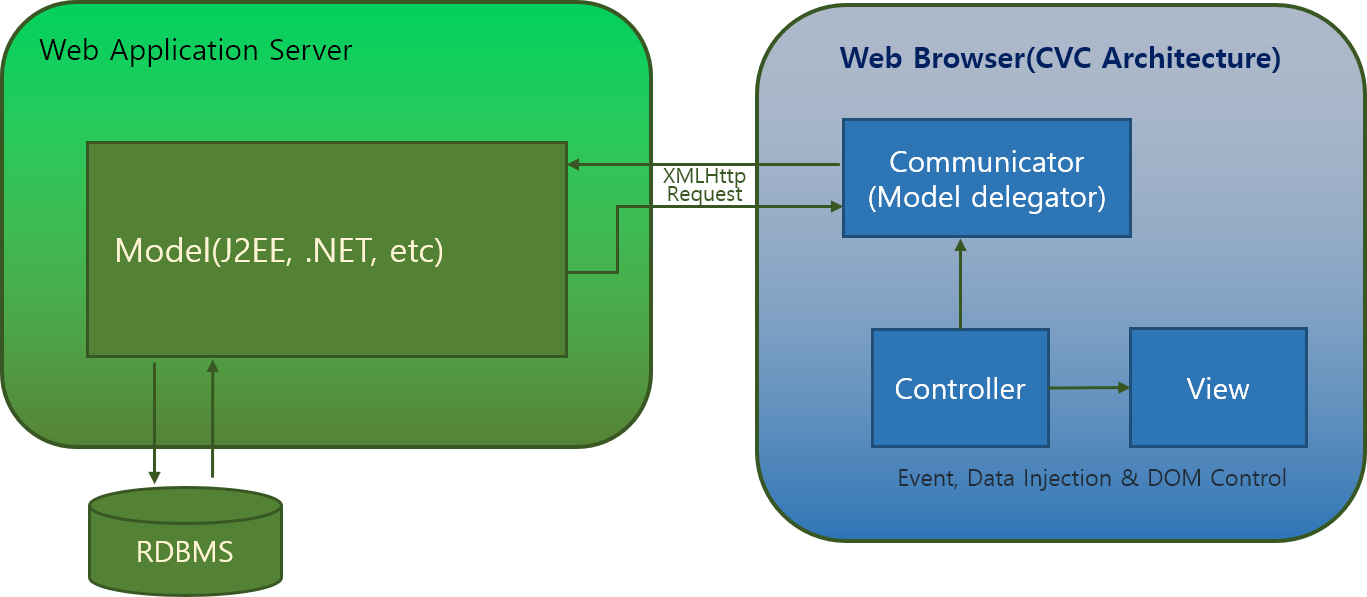 Web Application Server
Web Browser(CVC Architecture)
Communicator
(Model delegator)
XMLHttp
Request
Model(J2EE, .NET, etc)
Controller
View
Event, Data Injection & DOM Control
RDBMS